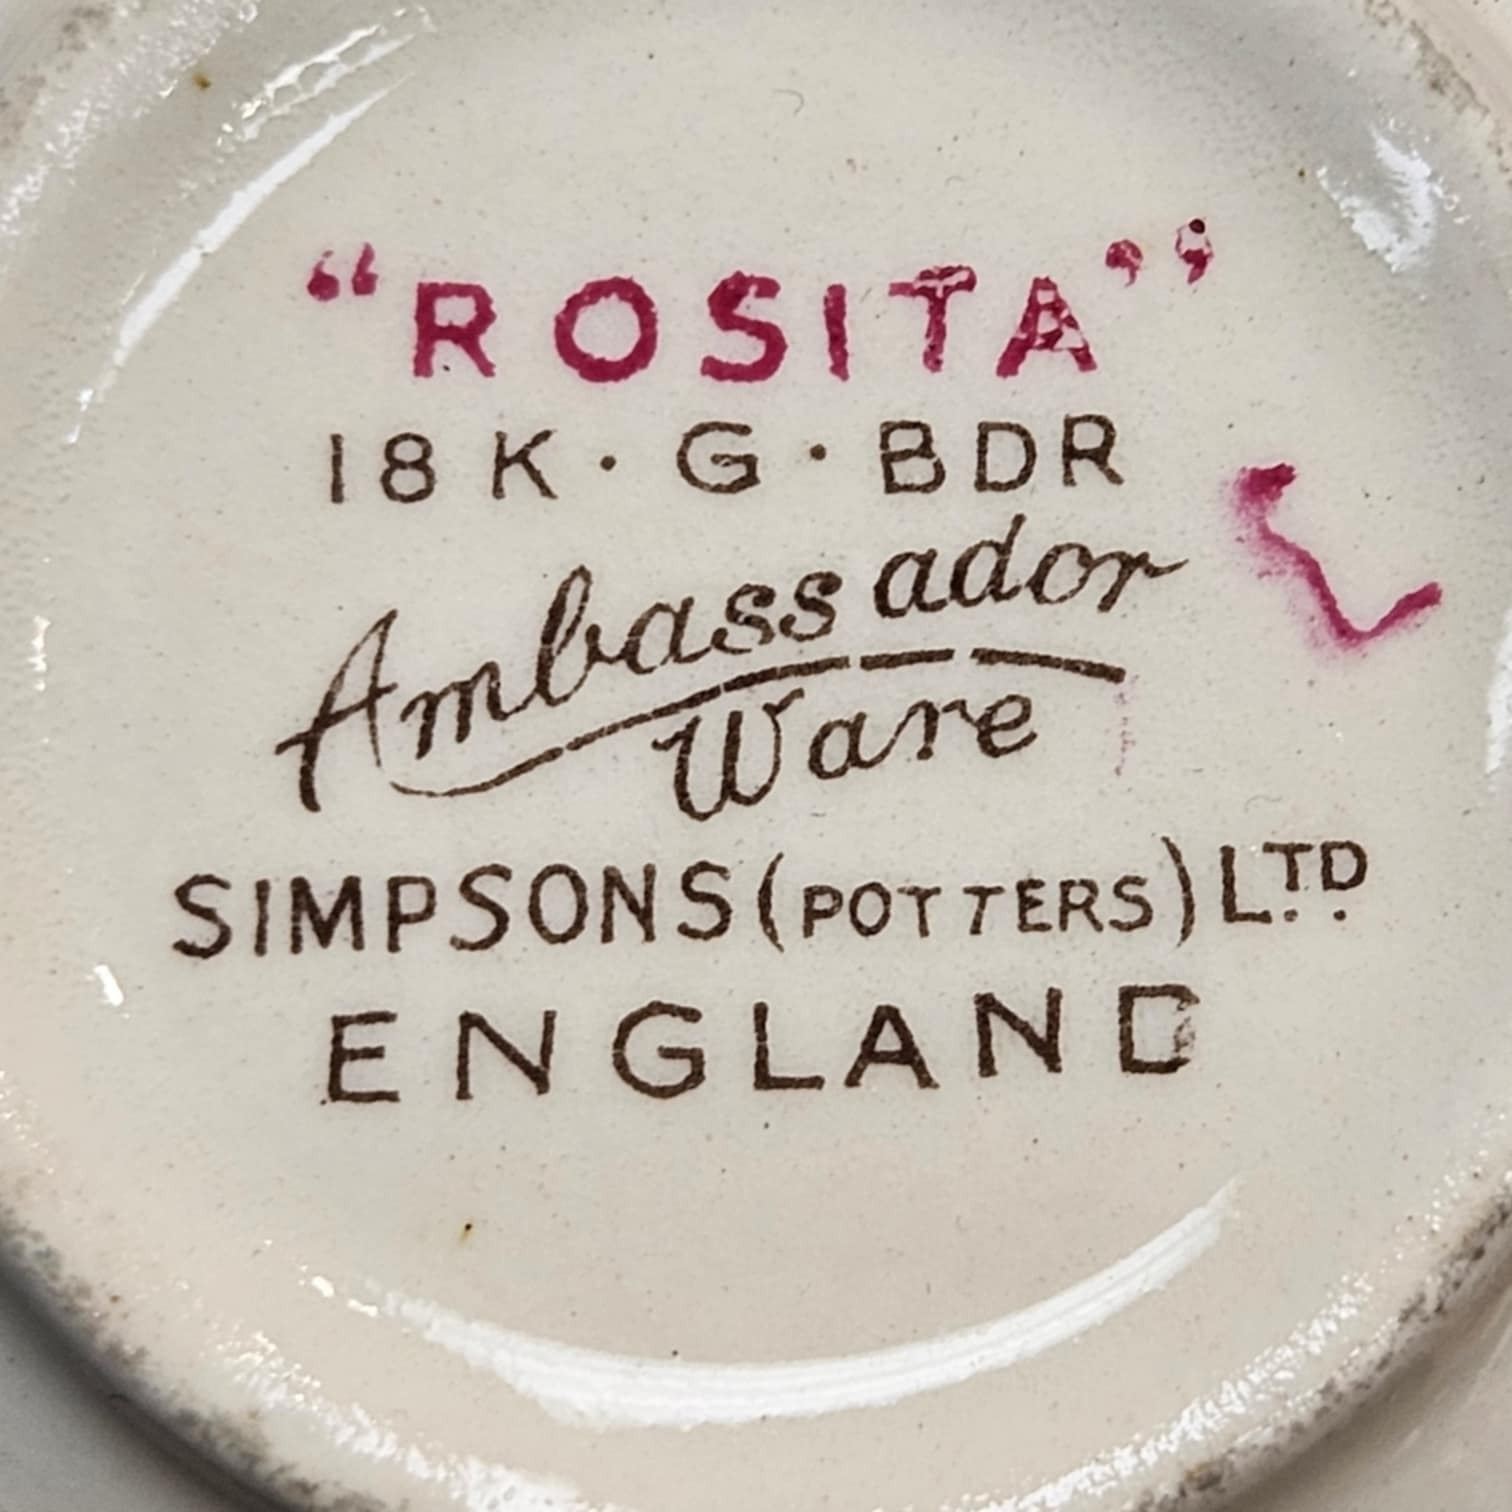 “ROSITA”
18K·G·BDR
Ambassador
Ware
SIMPSONS (POTTERS) LTD
ENGLAND